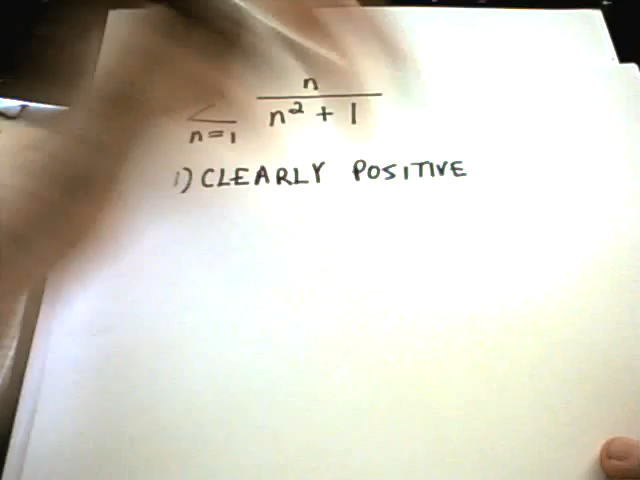 n
Σ n² + 1
n=1
1) CLEARLY POSITIVE